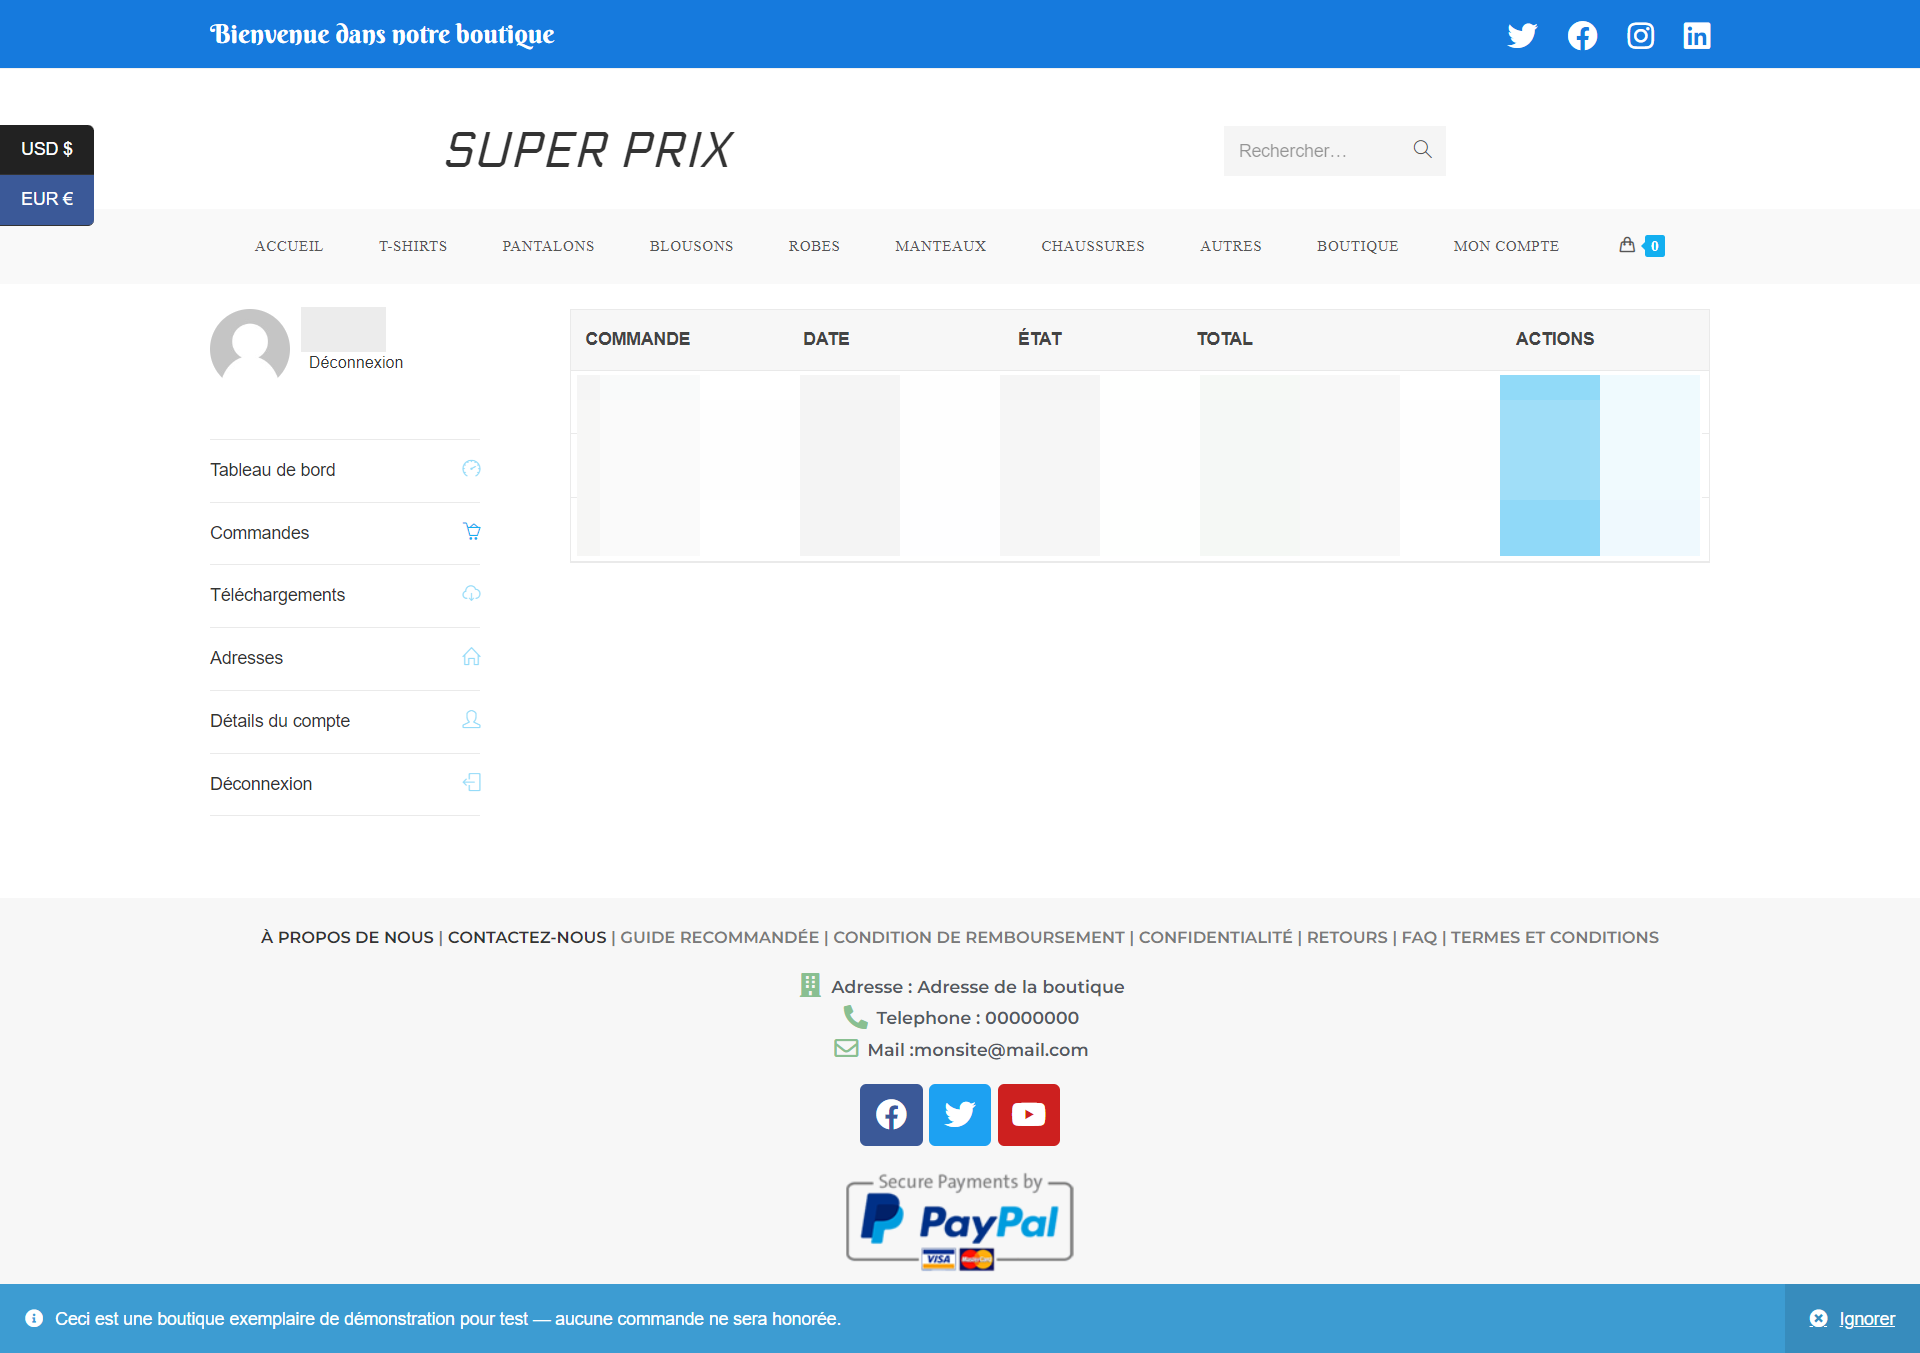 Bienvenue dans notre boutique
USD $
EUR €
SUPER PRIX
Rechercher...
ACCUEIL T-SHIRTS PANTALONS BLOUSONS ROBES MANTEAUX CHAUSSURES AUTRES BOUTIQUE MON COMPTE 0
Déconnexion
Tableau de bord
Commandes
Téléchargements
Adresses
Détails du compte
Déconnexion
COMMANDE DATE ÉTAT TOTAL ACTIONS
À PROPOS DE NOUS | CONTACTEZ-NOUS | GUIDE RECOMMANDÉE | CONDITION DE REMBOURSEMENT | CONFIDENTIALITÉ | RETOURS | FAQ | TERMES ET CONDITIONS
Adresse : Adresse de la boutique
Telephone : 00000000
Mail :monsite@mail.com
Secure Payments by
PayPal
VISA MasterCard
Ceci est une boutique exemplaire de démonstration pour test — aucune commande ne sera honorée.
Ignorer